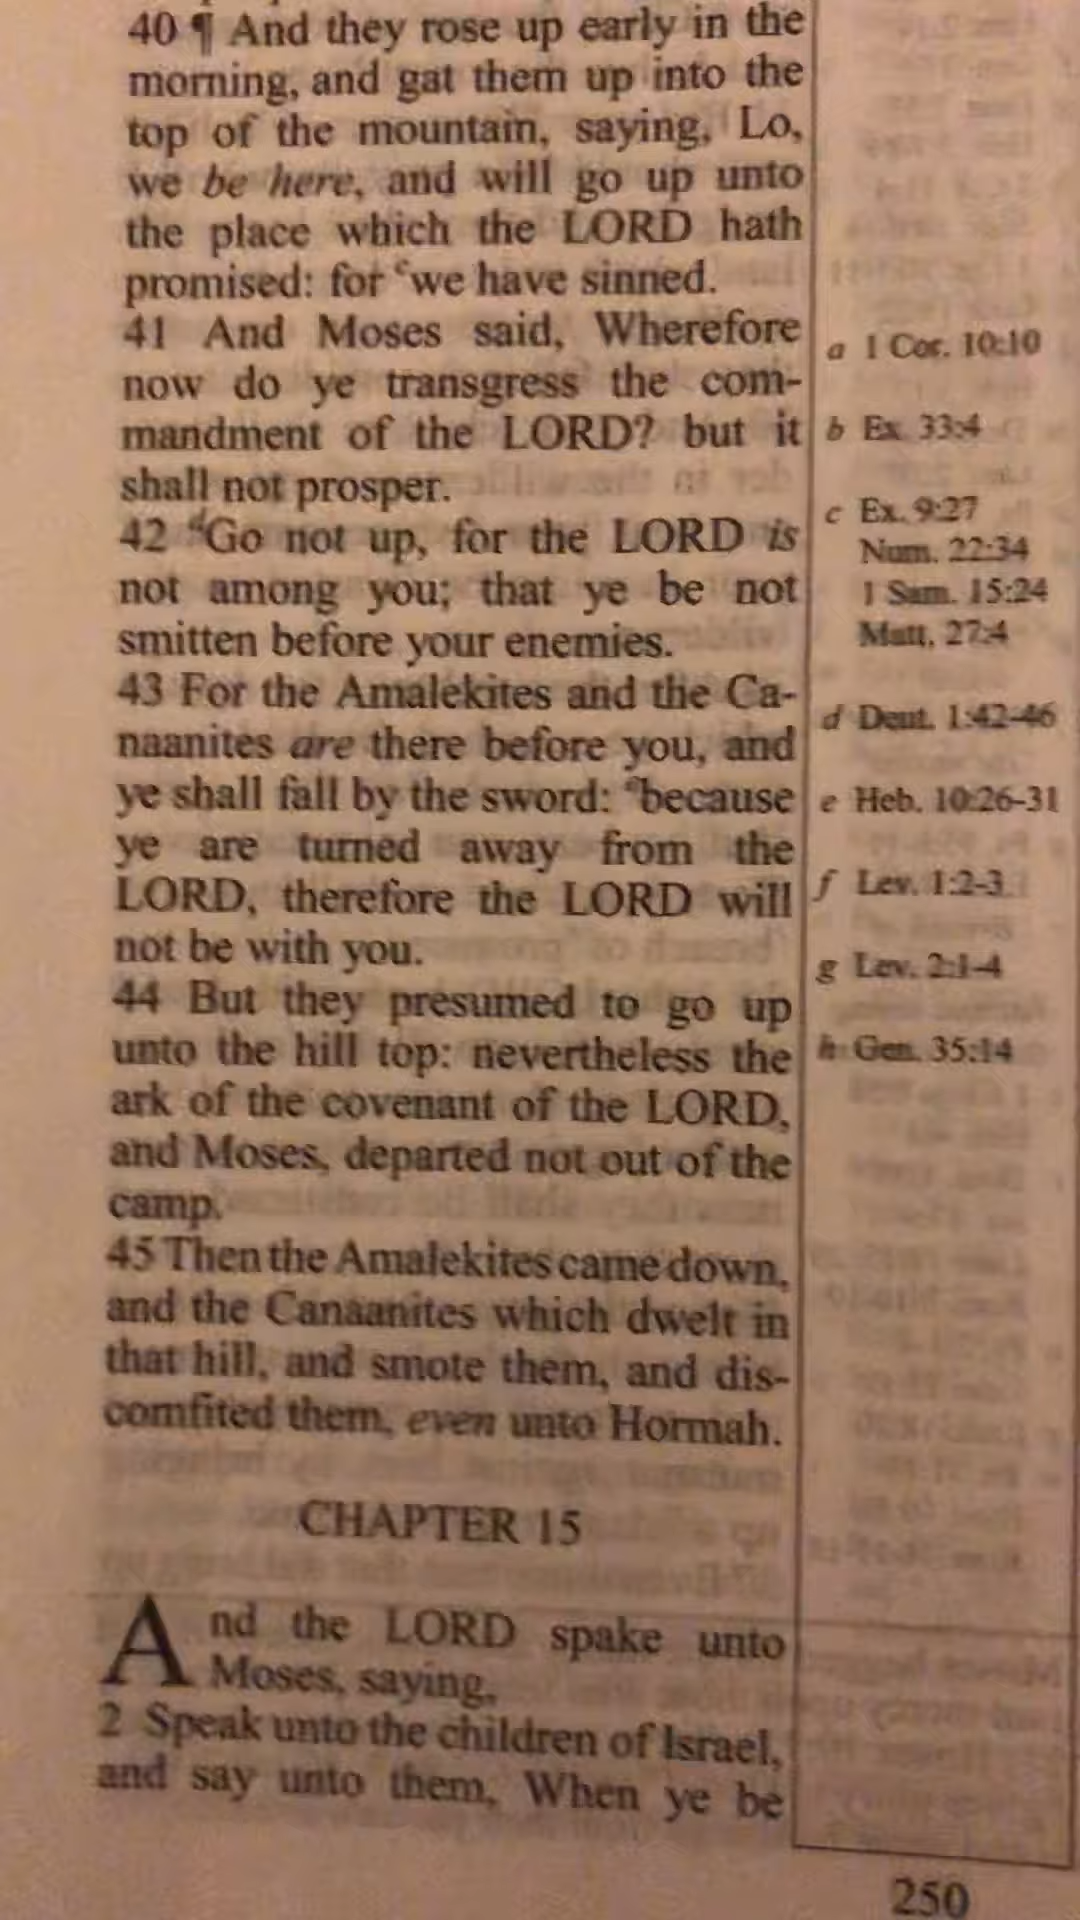 40 ¶ And they rose up early in the
morning, and gat them up into the
top of the mountain, saying, Lo,
we be here, and will go up unto
the place which the LORD hath
promised: for ᶜwe have sinned.
41 And Moses said, Wherefore
now do ye transgress the com-
mandment of the LORD? but it
shall not prosper.
42 ᵈGo not up, for the LORD is
not among you; that ye be not
smitten before your enemies.
43 For the Amalekites and the Ca-
naanites are there before you, and
ye shall fall by the sword: ᵉbecause
ye are turned away from the
LORD, therefore the LORD will
not be with you.
44 But they presumed to go up
unto the hill top: nevertheless the
ark of the covenant of the LORD,
and Moses, departed not out of the
camp.
45 Then the Amalekites came down,
and the Canaanites which dwelt in
that hill, and smote them, and dis-
comfited them, even unto Hormah.
CHAPTER 15
And the LORD spake unto
Moses, saying,
2 Speak unto the children of Israel,
and say unto them, When ye be
a 1 Cor. 10:10
b Ex. 33:4
c Ex. 9:27
Num. 22:34
1 Sam. 15:24
Matt. 27:4
d Deut. 1:42-46
e Heb. 10:26-31
f Lev. 1:2-3
g Lev. 2:1-4
h Gen. 35:14
250